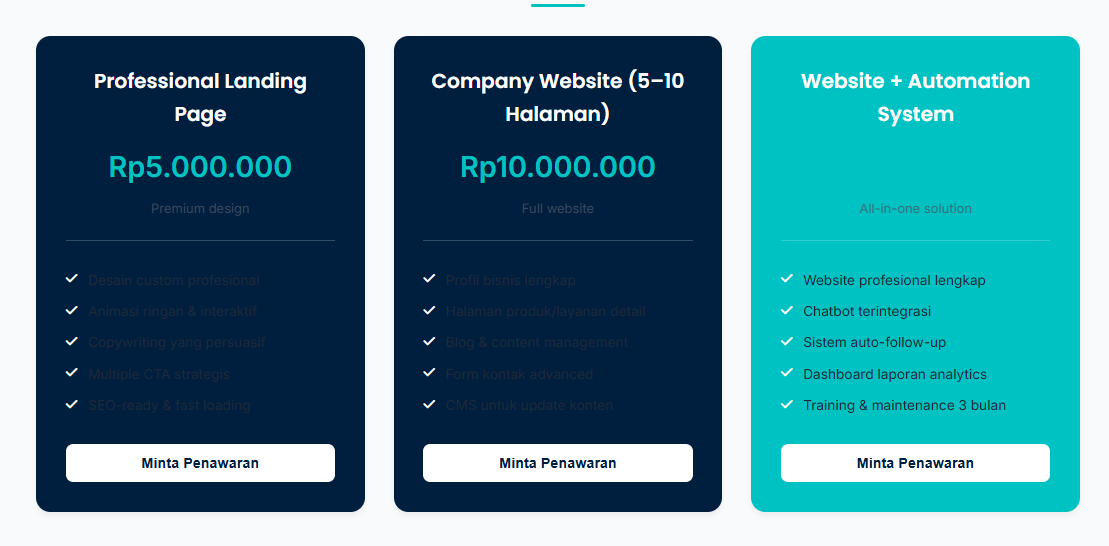 Professional Landing
Page
Rp5.000.000
Premium design
Desain custom profesional
Animasi ringan & interaktif
Copywriting yang persuasif
Multiple CTA strategis
SEO-ready & fast loading
Minta Penawaran
Company Website (5–10
Halaman)
Rp10.000.000
Full website
Profil bisnis lengkap
Halaman produk/layanan detail
Blog & content management
Form kontak advanced
CMS untuk update konten
Minta Penawaran
Website + Automation
System
All-in-one solution
Website profesional lengkap
Chatbot terintegrasi
Sistem auto-follow-up
Dashboard laporan analytics
Training & maintenance 3 bulan
Minta Penawaran